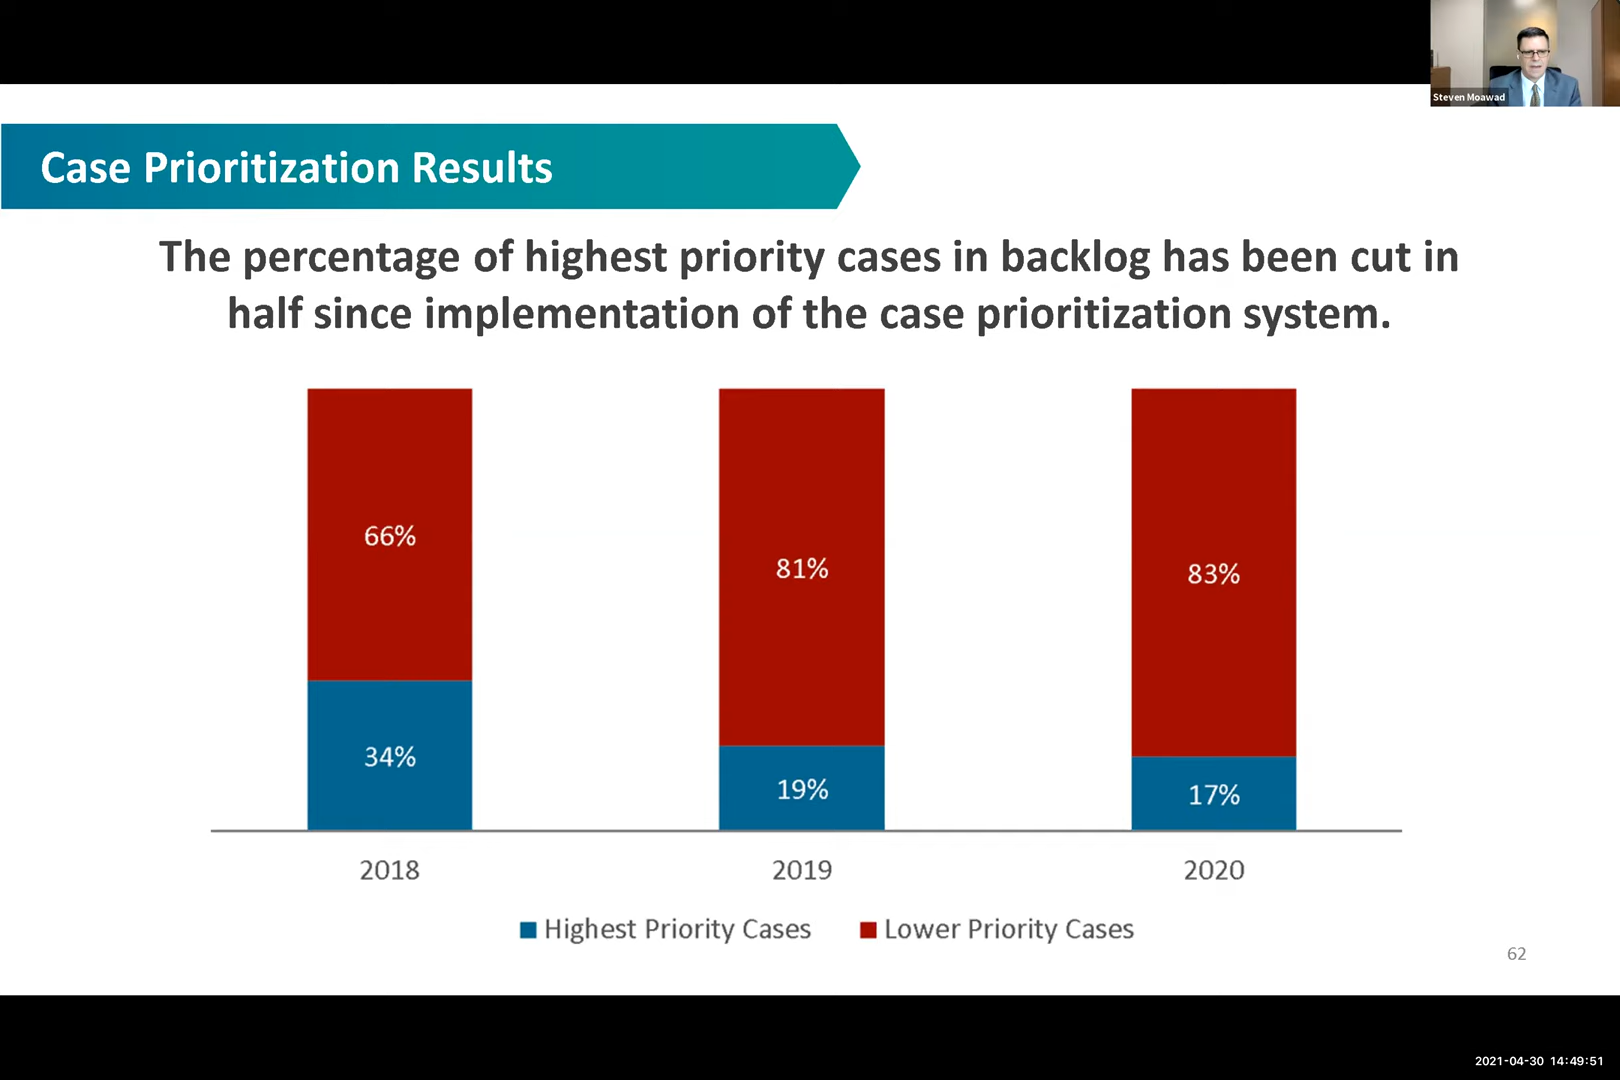 Steven Moawad
Case Prioritization Results
The percentage of highest priority cases in backlog has been cut in
half since implementation of the case prioritization system.
66%
81%
83%
34%
19%
17%
2018
2019
2020
Highest Priority Cases
Lower Priority Cases
62
2021-04-30 14:49:51